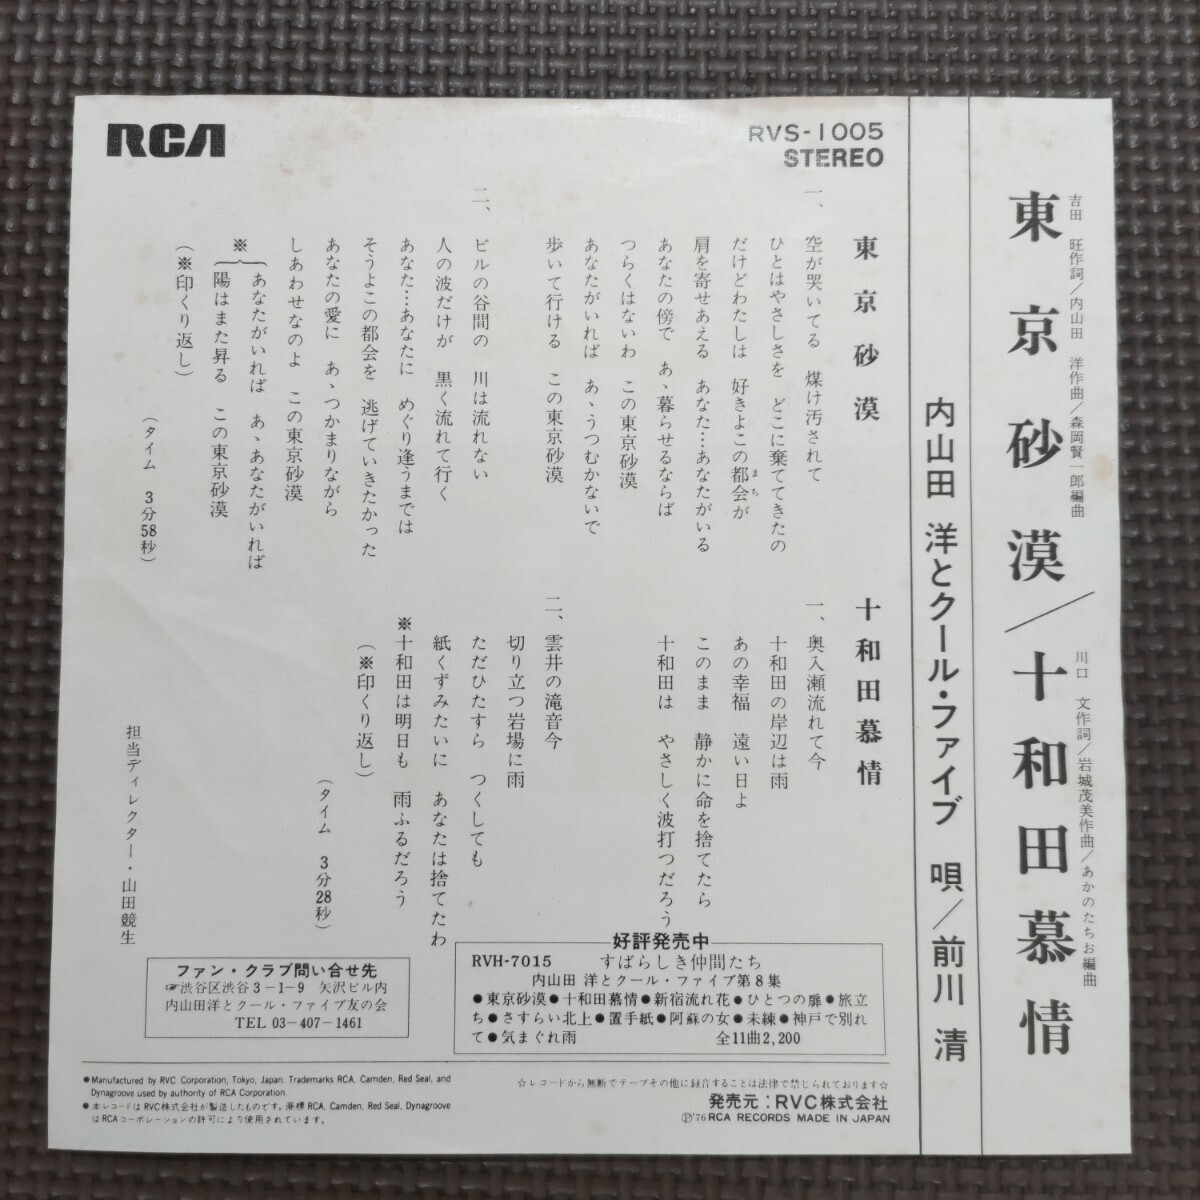 東京砂漠／十和田慕情
吉田　旺作詞／内山田　洋作曲／森岡賢一郎編曲
川口　文作詞／岩城茂美作曲／あかのたちお編曲
内山田　洋とクール・ファイブ　唄／前川　清
RCA
RVS-1005
STEREO
東京砂漠
一、
空が哭いてる　煤け汚されて
ひとはやさしさを　どこに棄ててきたの
だけどわたしは　好きよこの都会が
まち
肩を寄せあえる　あなた…あなたがいる
あなたの傍で　あゝ暮らせるならば
つらくはないわ　この東京砂漠
あなたがいれば　あゝうつむかないで
歩いて行ける　この東京砂漠
二、
ビルの谷間の　川は流れない
人の波だけが　黒く流れて行く
あなた…あなたに　めぐり逢うまでは
そうよこの都会を　逃げていきたかった
あなたの愛に　あゝつかまりながら
しあわせなのよ　この東京砂漠
※
あなたがいれば　あゝあなたがいれば
陽はまた昇る　この東京砂漠
（※印くり返し）
（タイム　3分58秒）
十和田慕情
一、
奥入瀬流れて今
十和田の岸辺は雨
あの幸福　遠い日よ
このまま　静かに命を捨てたら
十和田は　やさしく波打つだろう
二、
雲井の滝音今
切り立つ岩場に雨
ただひたすら　つくしても
紙くずみたいに　あなたは捨てたわ
※十和田は明日も　雨ふるだろう
（※印くり返し）
（タイム　3分28秒）
担当ディレクター・山田競生
ファン・クラブ問い合せ先
☞渋谷区渋谷3-1-9　矢沢ビル内
内山田洋とクール・ファイブ友の会
TEL 03-407-1461
好評発売中
RVH-7015　すばらしき仲間たち
内山田 洋とクール・ファイブ第8集
●東京砂漠●十和田慕情●新宿流れ花●ひとつの扉●旅立
ち●さすらい北上●置手紙●阿蘇の女●未練●神戸で別れ
て●気まぐれ雨　全11曲2,200
●Manufactured by RVC Corporation, Tokyo, Japan. Trademarks RCA, Camden, Red Seal, and
Dynagroove used by authority of RCA Corporation.
●本レコードはRVC株式会社が製造したものです。商標RCA, Camden, Red Seal, Dynagroove
はRCAコーポレーションの許可により使用されています。
☆レコードから無断でテープその他に録音することは法律で禁じられております☆
発売元：RVC株式会社
Ⓟ'76 RCA RECORDS MADE IN JAPAN